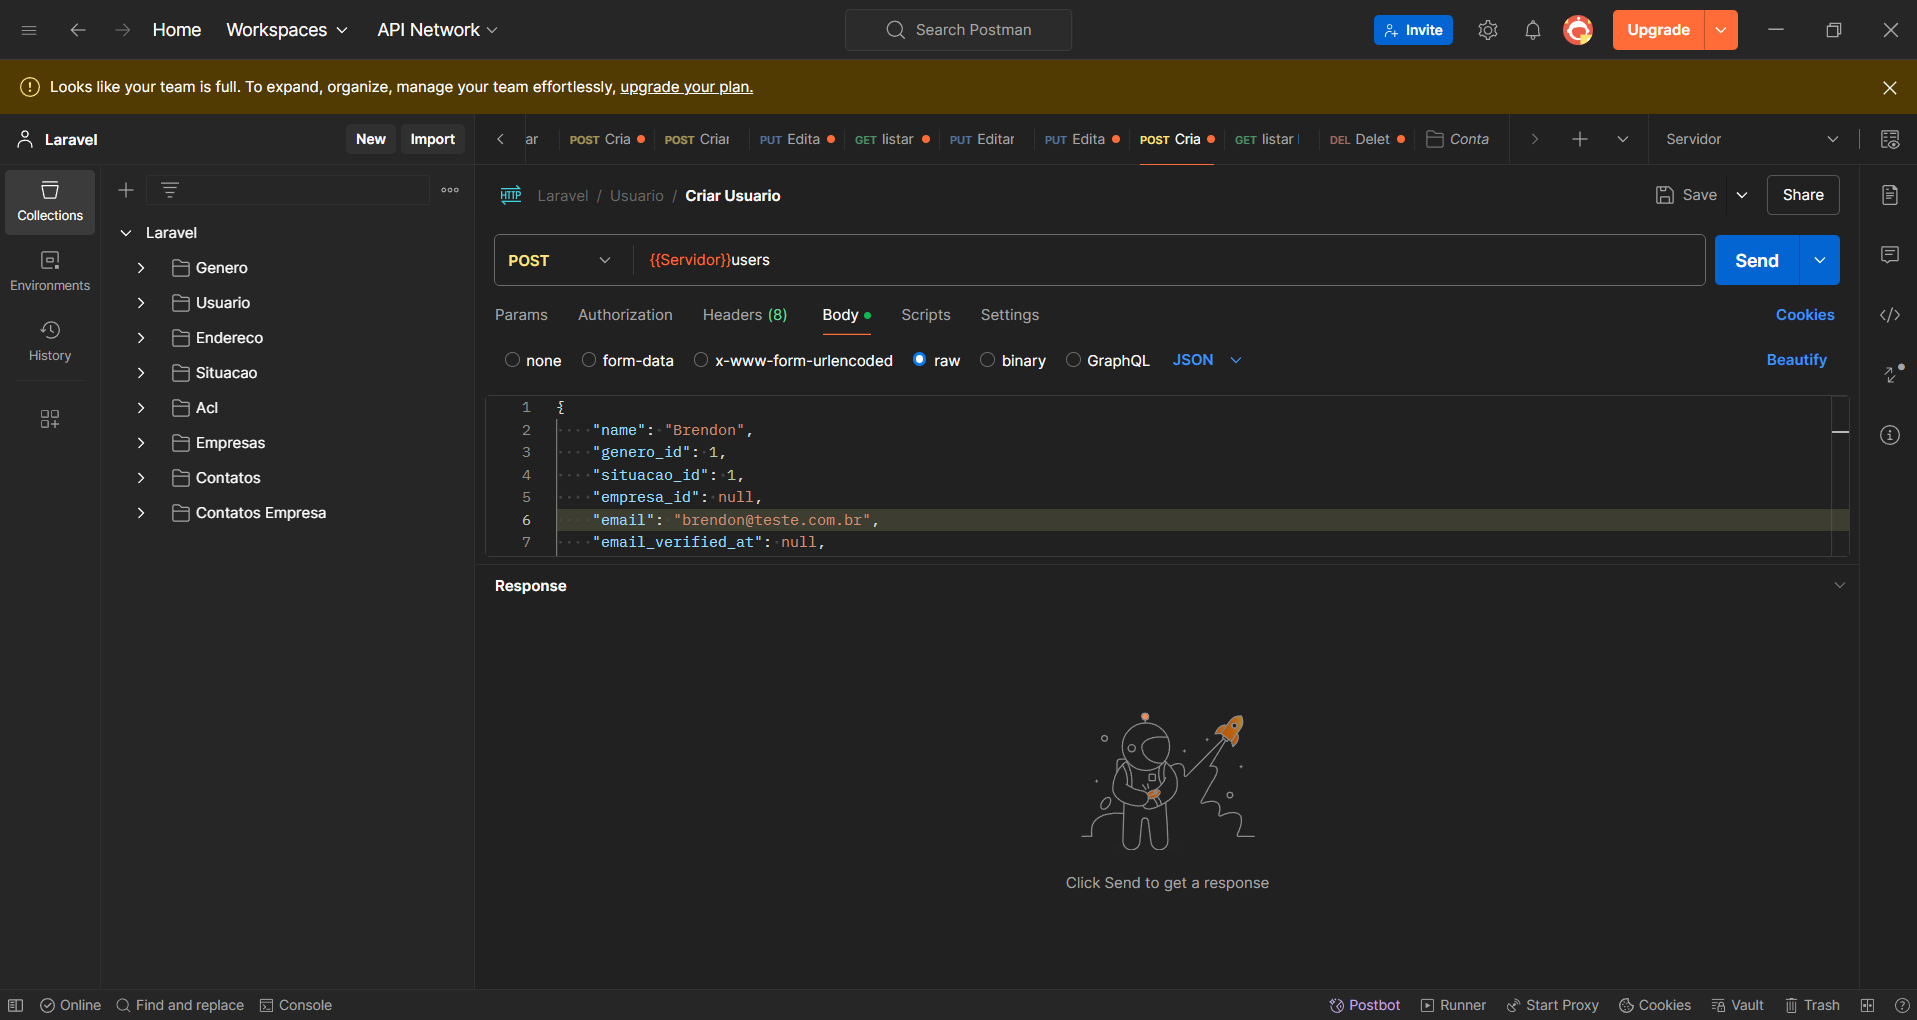 Home Workspaces API Network Search Postman Invite Upgrade
Looks like your team is full. To expand, organize, manage your team effortlessly, upgrade your plan.
Laravel New Import
ar POST Cria POST Criar PUT Edita GET listar PUT Editar PUT Edita POST Cria GET listar DEL Delet Conta Servidor
Collections
Environments
History
Laravel
Genero
Usuario
Endereco
Situacao
Acl
Empresas
Contatos
Contatos Empresa
HTTP Laravel / Usuario / Criar Usuario Save Share
POST {{Servidor}}users Send
Params Authorization Headers (8) Body Scripts Settings Cookies
none form-data x-www-form-urlencoded raw binary GraphQL JSON Beautify
1 {
2 "name": "Brendon",
3 "genero_id": 1,
4 "situacao_id": 1,
5 "empresa_id": null,
6 "email": "brendon@teste.com.br",
7 "email_verified_at": null,
Response
Click Send to get a response
Online Find and replace Console Postbot Runner Start Proxy Cookies Vault Trash